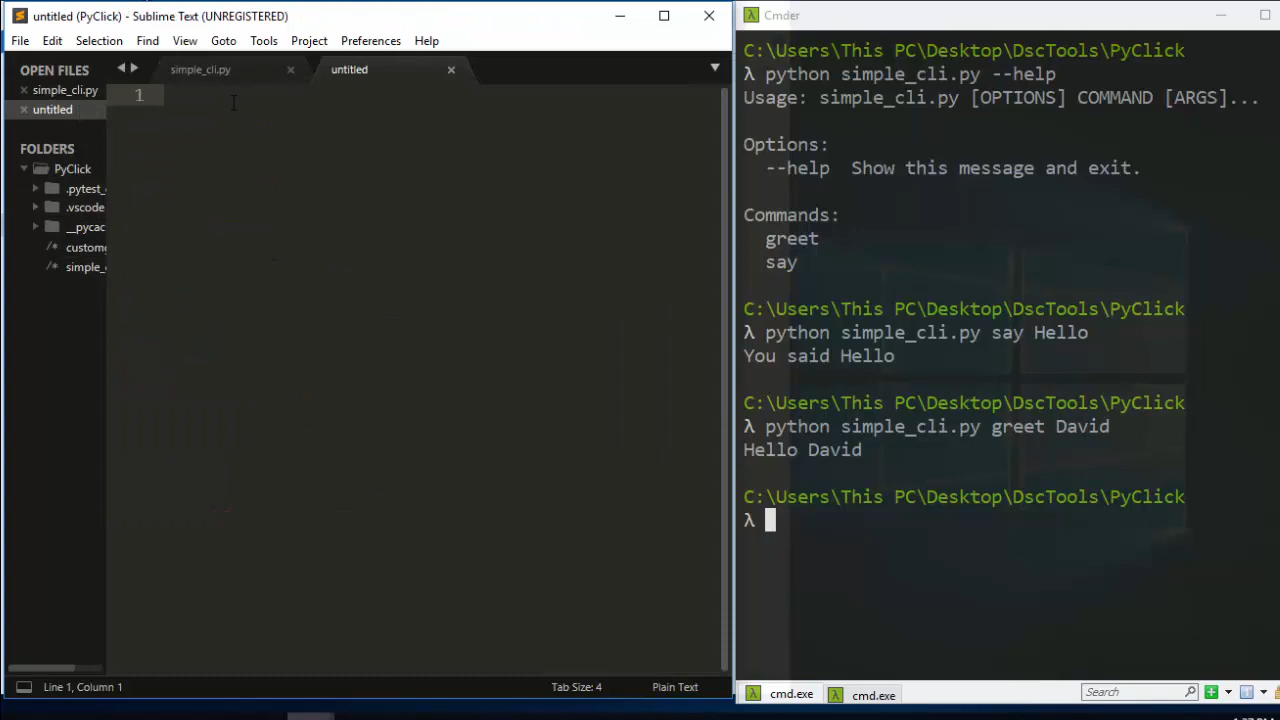 untitled (PyClick) - Sublime Text (UNREGISTERED)
File Edit Selection Find View Goto Tools Project Preferences Help
OPEN FILES
simple_cli.py
untitled
FOLDERS
PyClick
.pytest_c
.vscode
__pycac
/* custome
/* simple_c
simple_cli.py
untitled
1
Line 1, Column 1
Tab Size: 4
Plain Text
Cmder
C:\Users\This PC\Desktop\DscTools\PyClick
λ python simple_cli.py --help
Usage: simple_cli.py [OPTIONS] COMMAND [ARGS]...
Options:
--help Show this message and exit.
Commands:
greet
say
C:\Users\This PC\Desktop\DscTools\PyClick
λ python simple_cli.py say Hello
You said Hello
C:\Users\This PC\Desktop\DscTools\PyClick
λ python simple_cli.py greet David
Hello David
C:\Users\This PC\Desktop\DscTools\PyClick
λ
cmd.exe
cmd.exe
Search